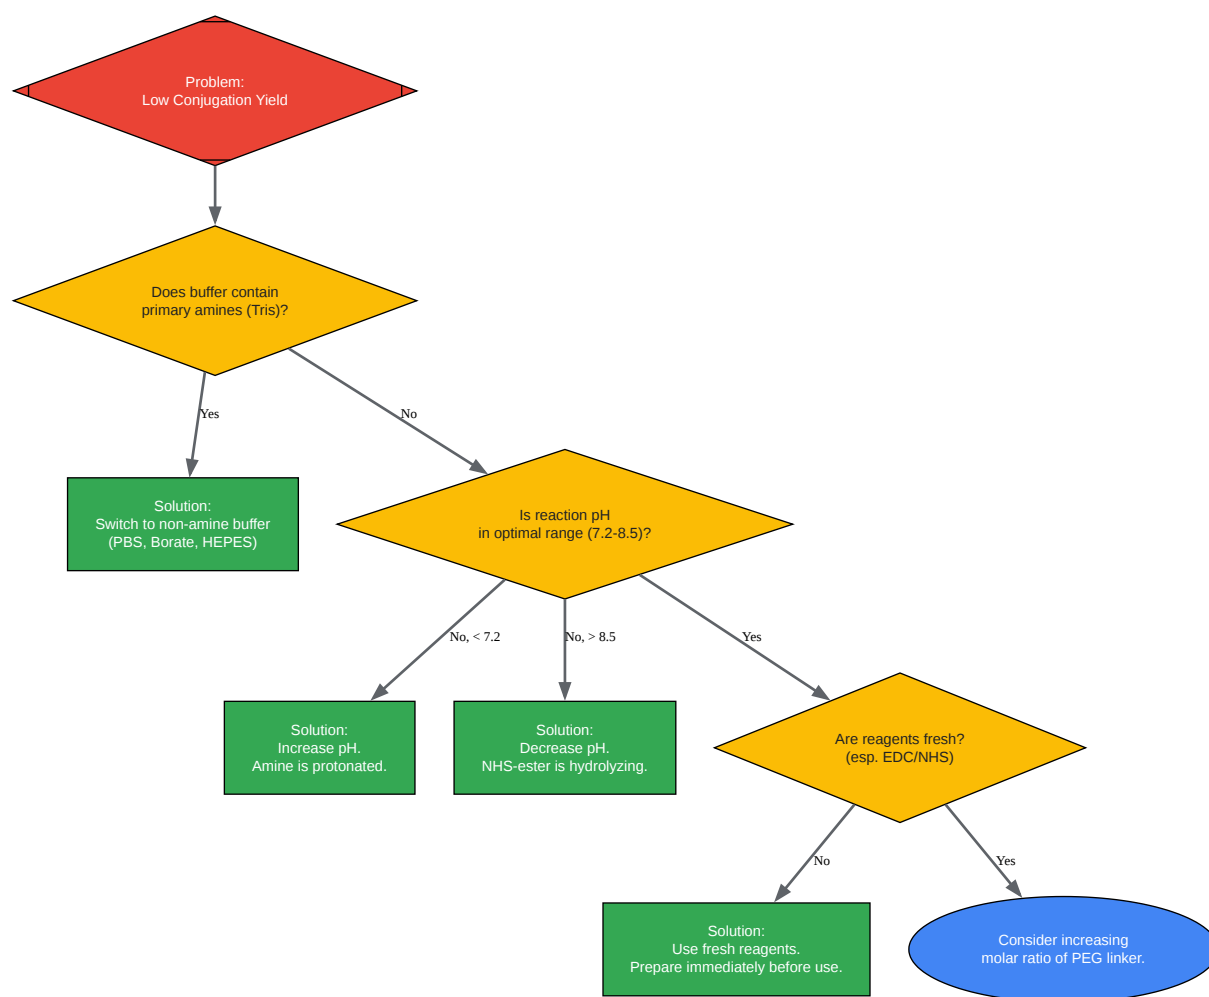 Problem:
Low Conjugation Yield
Does buffer contain
primary amines (Tris)?
Yes
No
Solution:
Switch to non-amine buffer
(PBS, Borate, HEPES)
Is reaction pH
in optimal range (7.2-8.5)?
No, < 7.2
No, > 8.5
Yes
Solution:
Increase pH.
Amine is protonated.
Solution:
Decrease pH.
NHS-ester is hydrolyzing.
Are reagents fresh?
(esp. EDC/NHS)
No
Yes
Solution:
Use fresh reagents.
Prepare immediately before use.
Consider increasing
molar ratio of PEG linker.